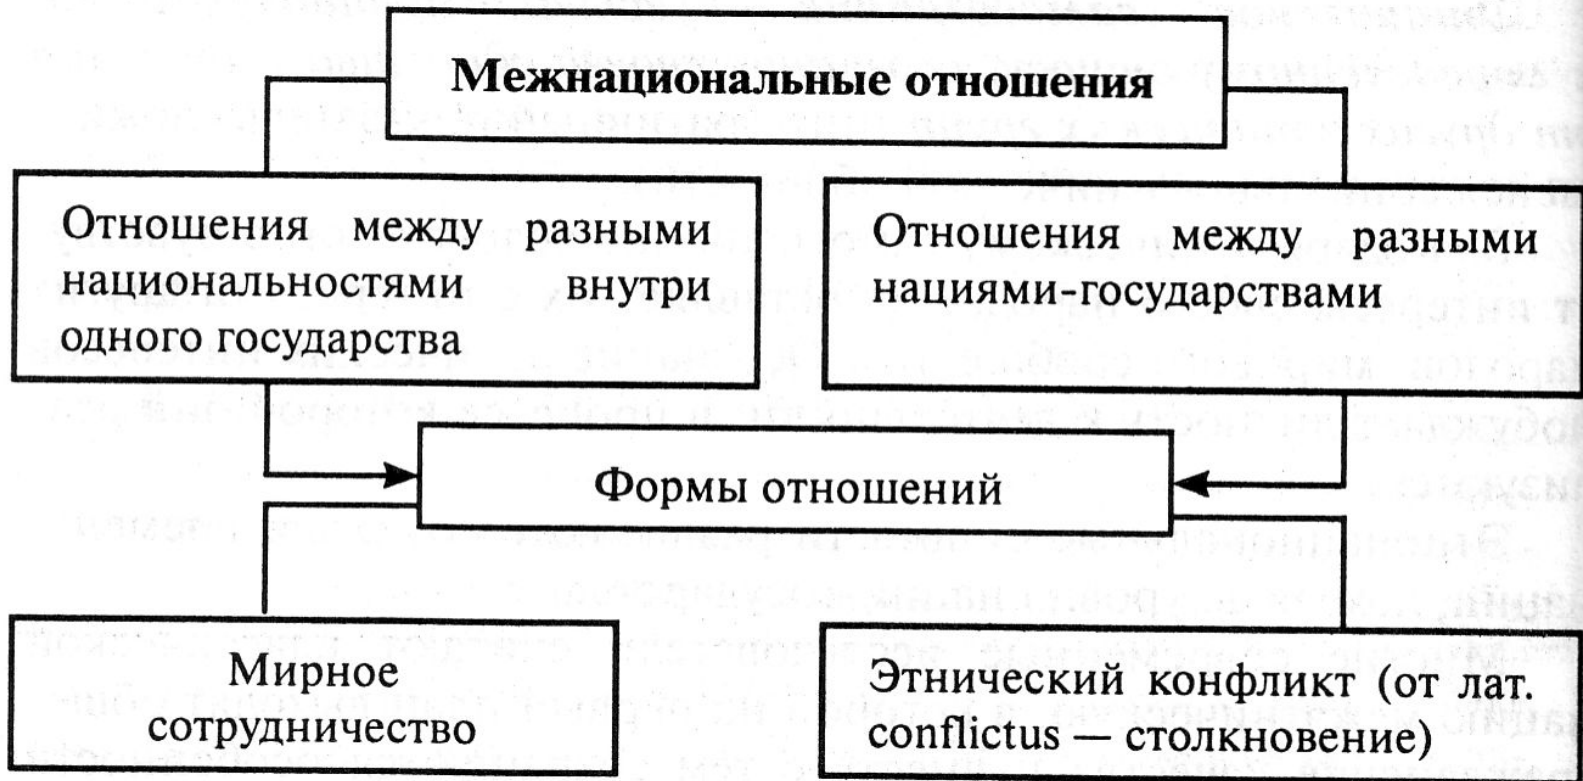 Межнациональные отношения
Отношения между разными
национальностями внутри
одного государства
Отношения между разными
нациями-государствами
Формы отношений
Мирное
сотрудничество
Этнический конфликт (от лат.
conflictus — столкновение)